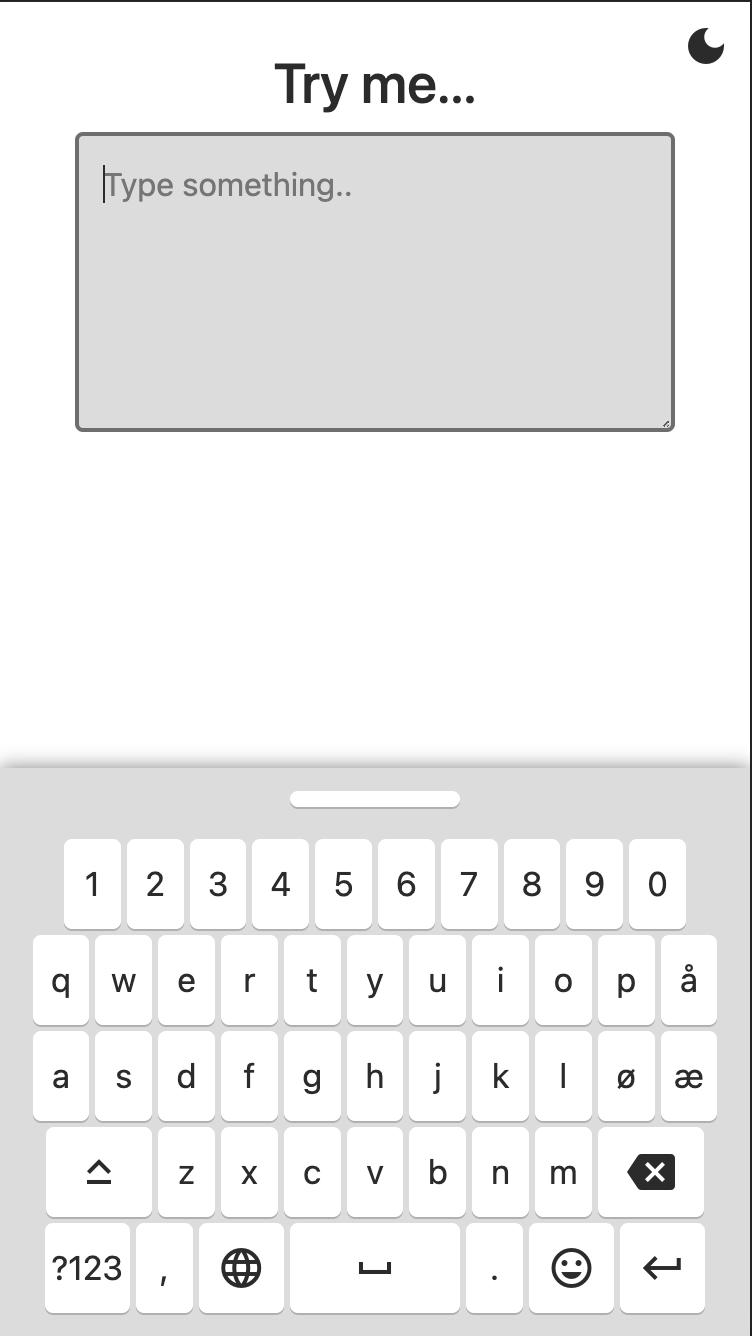 Try me...
Type something..
1 2 3 4 5 6 7 8 9 0
q w e r t y u i o p å
a s d f g h j k l ø æ
z x c v b n m
?123 , .